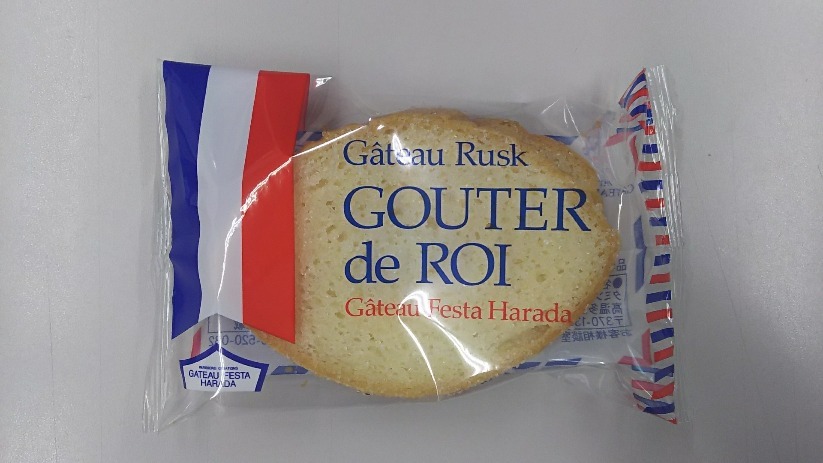 Gâteau Rusk
GOUTER
de ROI
Gâteau Festa Harada
GATEAU FESTA
HARADA